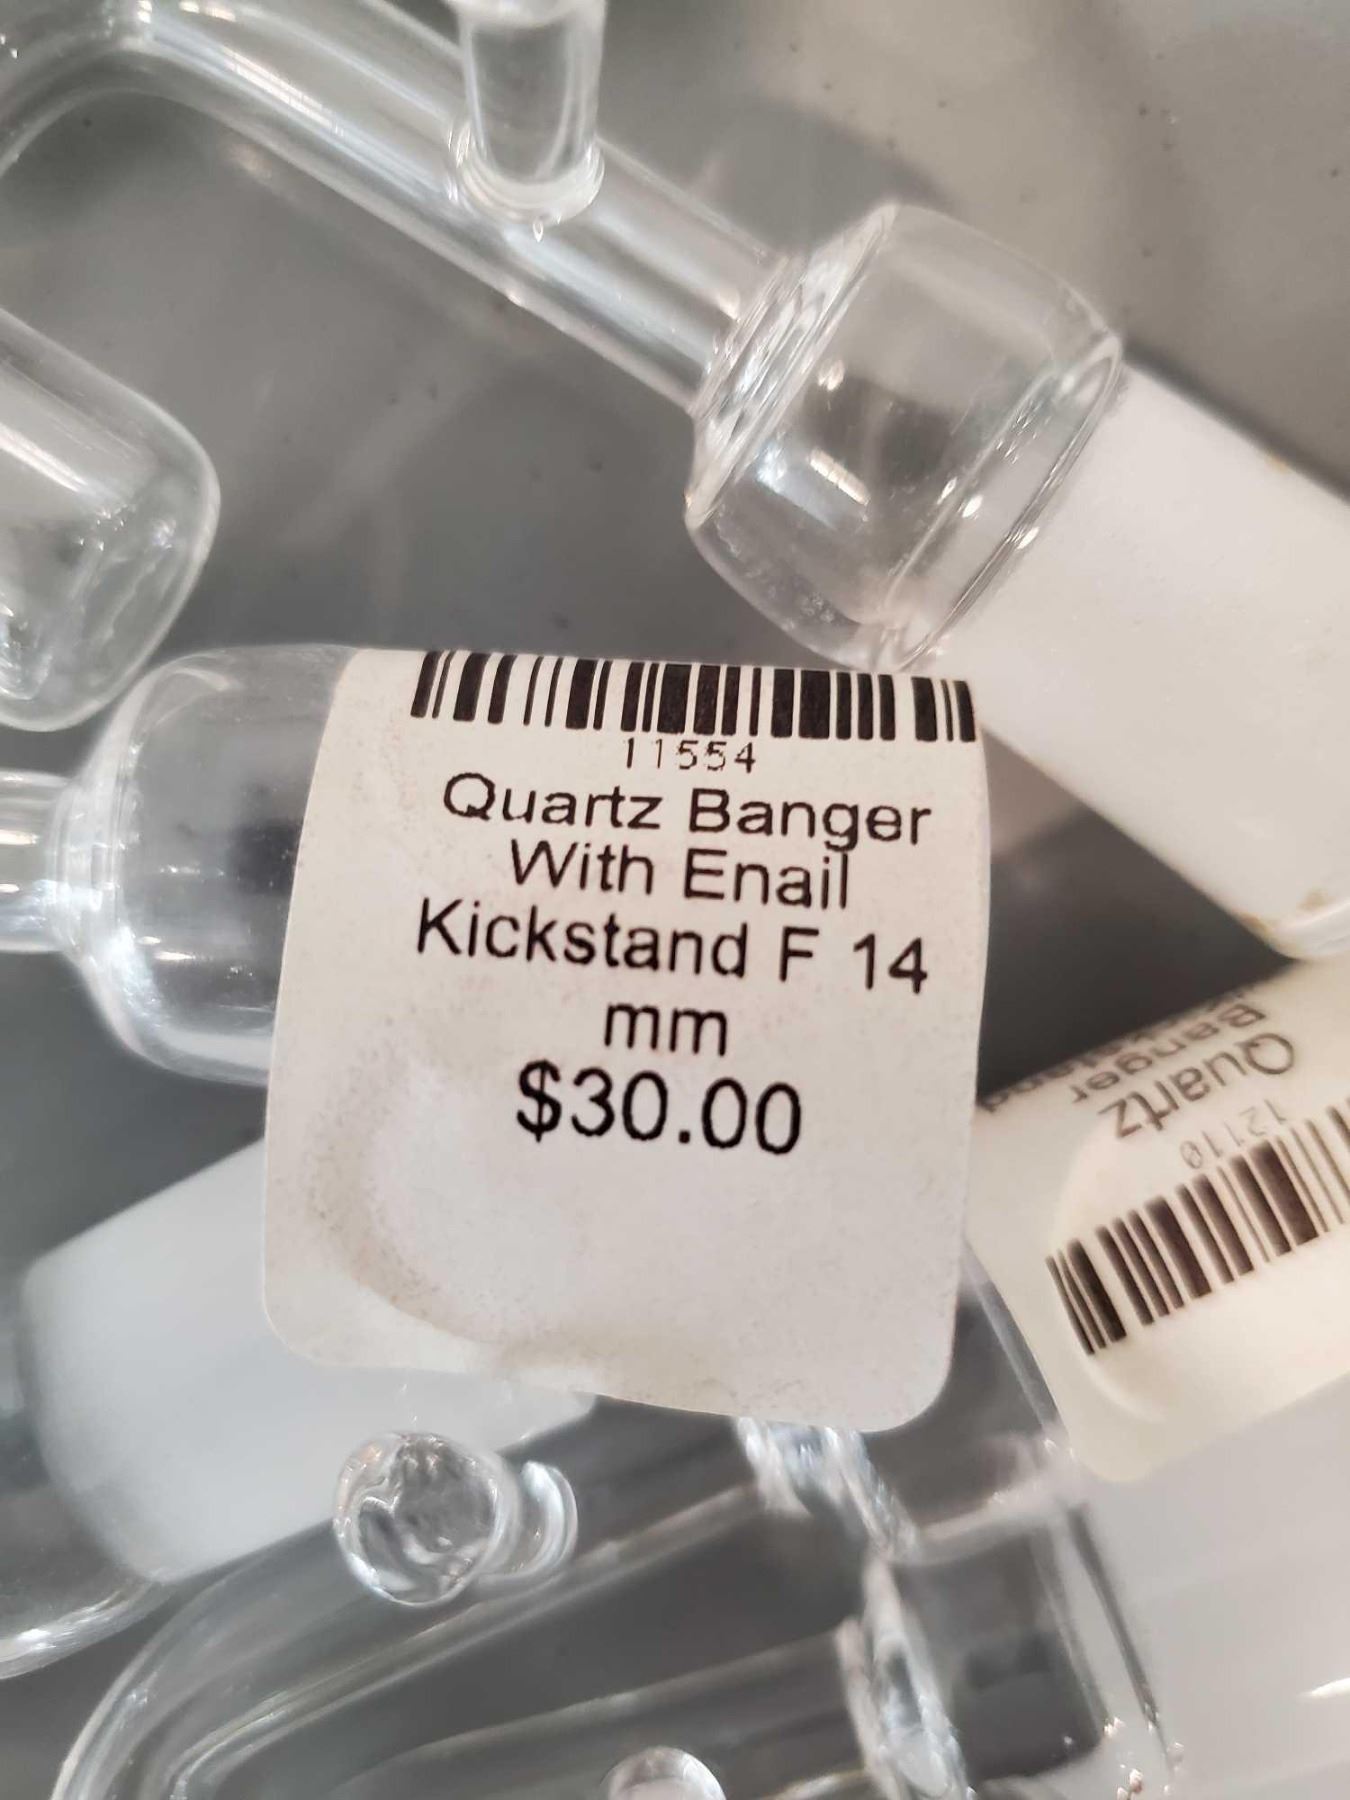 11554
Quartz Banger
With Enail
Kickstand F 14
mm
$30.00
12110
Quartz
Banger